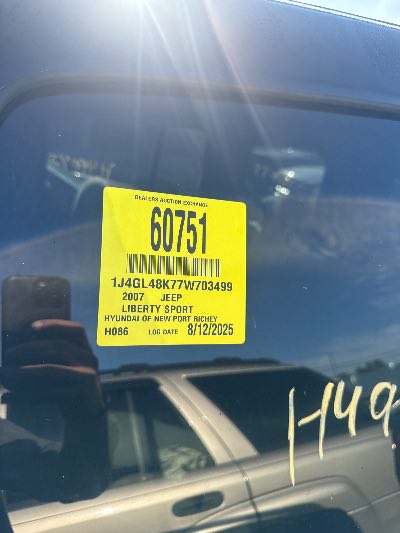 DEALERS AUCTION EXCHANGE
60751
1J4GL48K77W703499
2007 JEEP
LIBERTY SPORT
HYUNDAI OF NEW PORT RICHEY
H086 LOG DATE 8/12/2025
H49